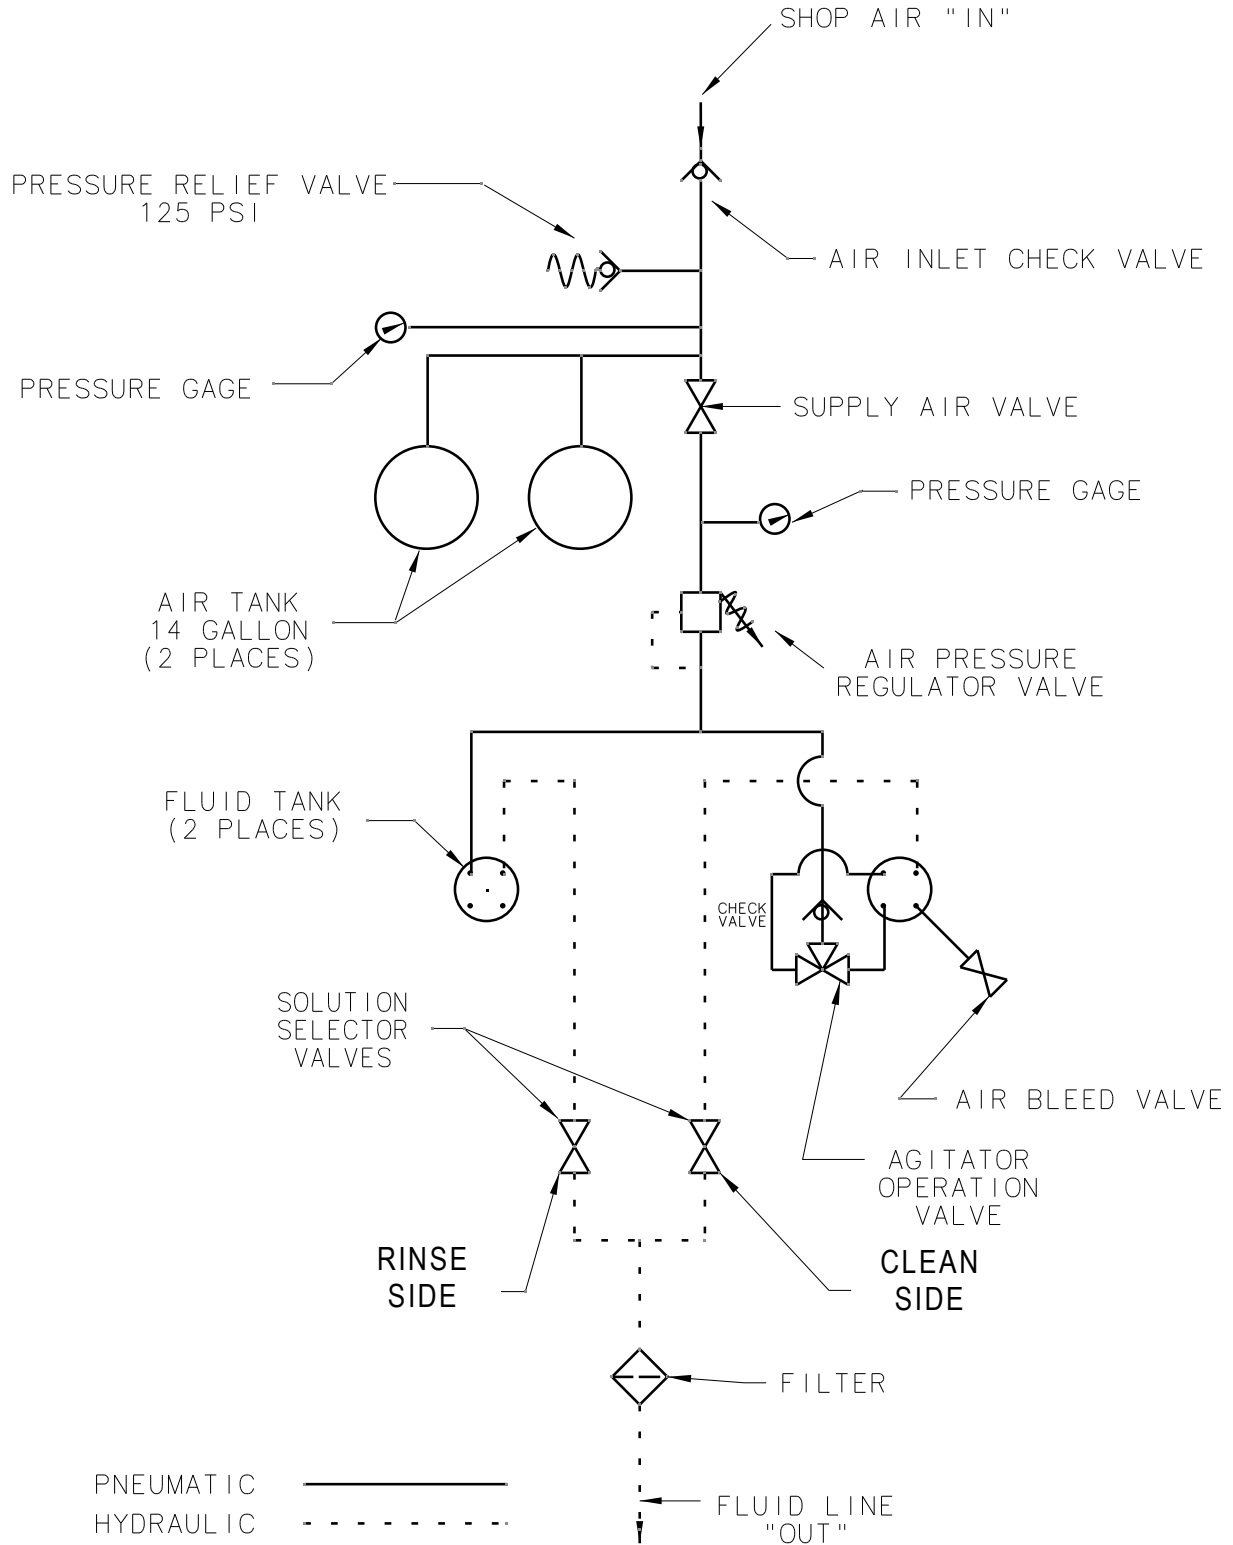 SHOP AIR "IN"
PRESSURE RELIEF VALVE
125 PSI
AIR INLET CHECK VALVE
PRESSURE GAGE
SUPPLY AIR VALVE
PRESSURE GAGE
AIR TANK
14 GALLON
(2 PLACES)
AIR PRESSURE
REGULATOR VALVE
FLUID TANK
(2 PLACES)
CHECK
VALVE
SOLUTION
SELECTOR
VALVES
AIR BLEED VALVE
AGITATOR
OPERATION
VALVE
RINSE
SIDE
CLEAN
SIDE
FILTER
PNEUMATIC
HYDRAULIC
FLUID LINE
"OUT"